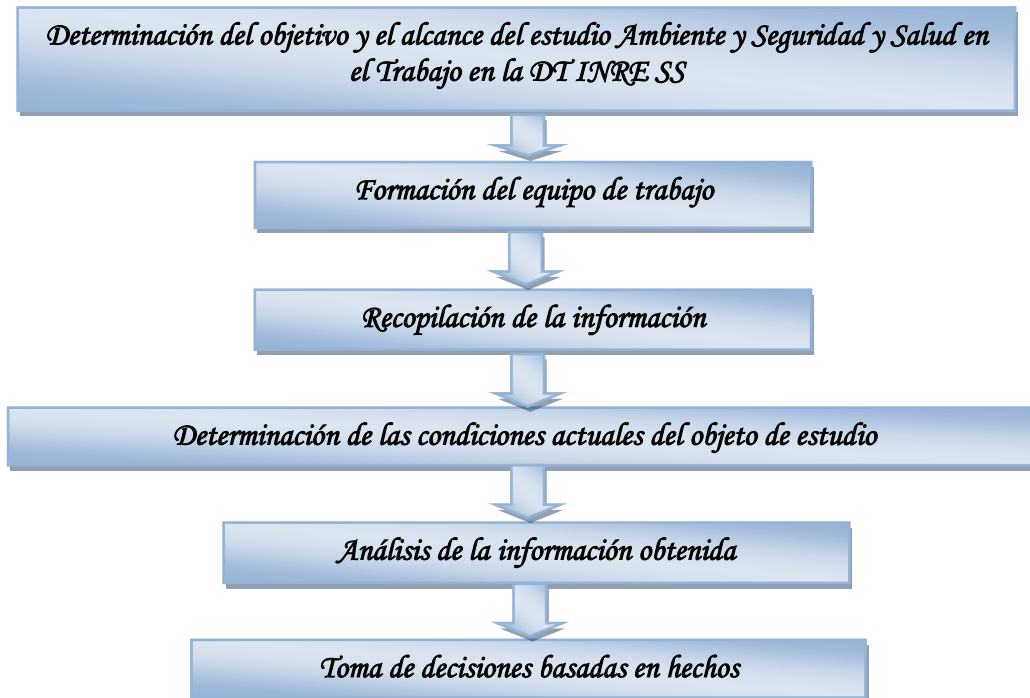 Determinación del objetivo y el alcance del estudio Ambiente y Seguridad y Salud en
el Trabajo en la DT INRE SS
Formación del equipo de trabajo
Recopilación de la información
Determinación de las condiciones actuales del objeto de estudio
Análisis de la información obtenida
Toma de decisiones basadas en hechos